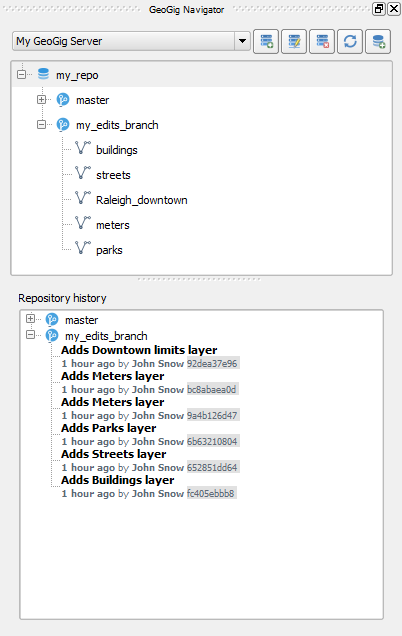 GeoGig Navigator
My GeoGig Server
my_repo
master
my_edits_branch
buildings
streets
Raleigh_downtown
meters
parks
Repository history
master
my_edits_branch
Adds Downtown limits layer
1 hour ago by John Snow 92dea37e96
Adds Meters layer
1 hour ago by John Snow bc8abaea0d
Adds Meters layer
1 hour ago by John Snow 9a4b126d47
Adds Parks layer
1 hour ago by John Snow 6b63210804
Adds Streets layer
1 hour ago by John Snow 652851dd64
Adds Buildings layer
1 hour ago by John Snow fc405ebbb8